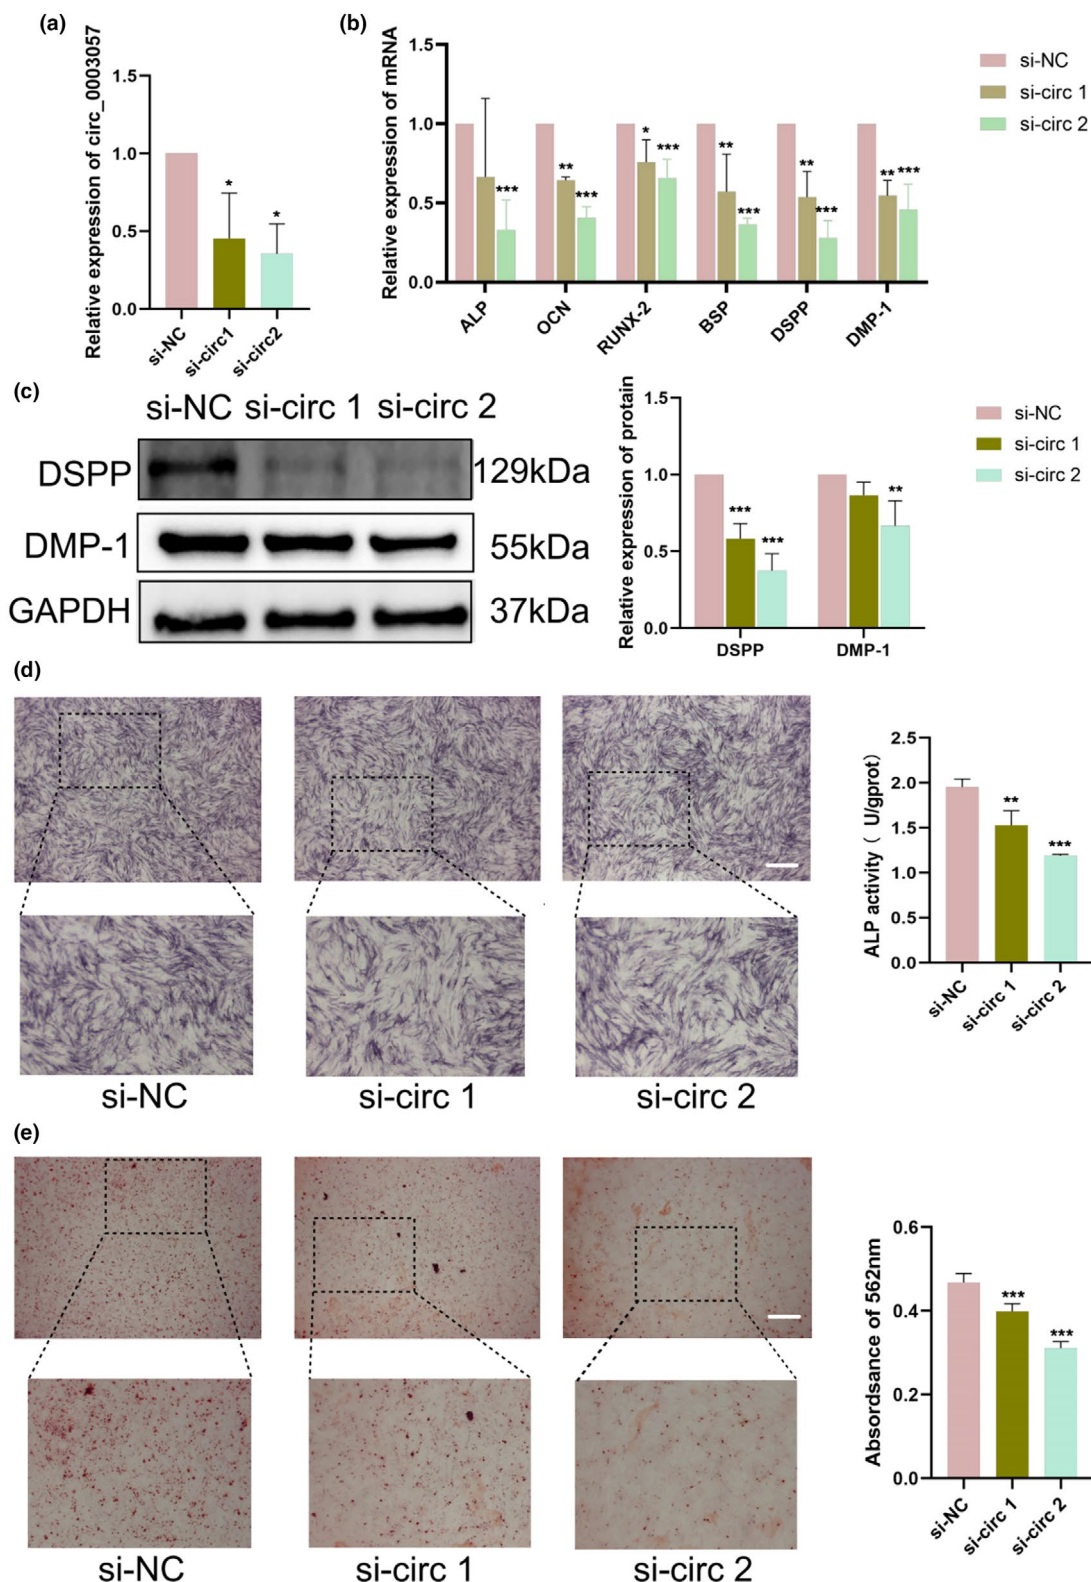 (a)
Relative expression of circ_0003057
1.5
1.0
0.5
0.0
*
*
si-NC
si-circ1
si-circ2
(b)
Relative expression of mRNA
1.5
1.0
0.5
0.0
***
**
***
*
***
**
***
**
***
**
***
ALP
OCN
RUNX-2
BSP
DSPP
DMP-1
si-NC
si-circ 1
si-circ 2
(c)
si-NC si-circ 1 si-circ 2
DSPP 129kDa
DMP-1 55kDa
GAPDH 37kDa
Relative expression of protain
1.5
1.0
0.5
0.0
***
***
**
DSPP
DMP-1
si-NC
si-circ 1
si-circ 2
(d)
si-NC
si-circ 1
si-circ 2
ALP activity ( U/gprot)
2.5
2.0
1.5
1.0
0.5
0.0
**
***
si-NC
si-circ 1
si-circ 2
(e)
si-NC
si-circ 1
si-circ 2
Absordsance of 562nm
0.6
0.4
0.2
0.0
***
***
si-NC
si-circ 1
si-circ 2